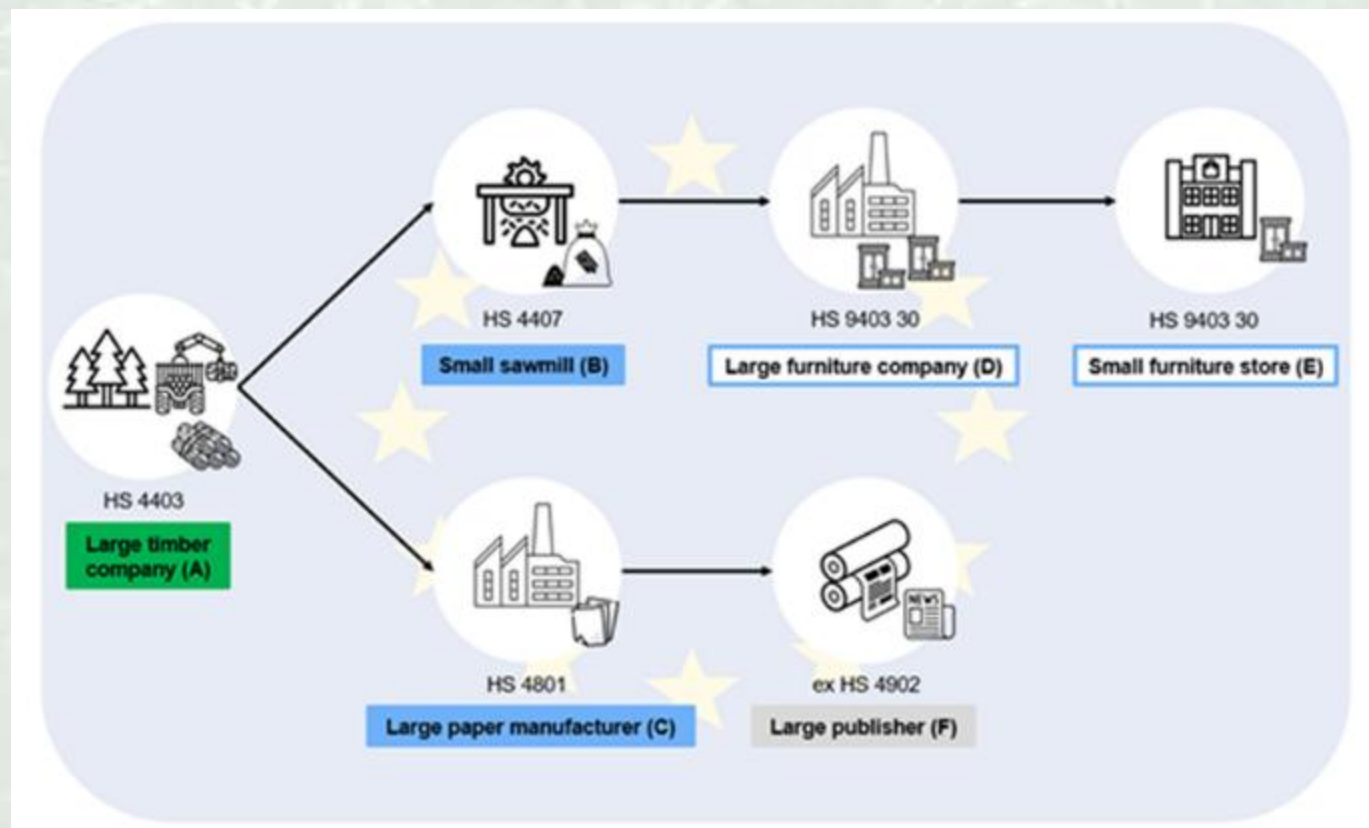 HS 4407
Small sawmill (B)
HS 9403 30
Large furniture company (D)
HS 9403 30
Small furniture store (E)
HS 4403
Large timber
company (A)
HS 4801
Large paper manufacturer (C)
NEWS
ex HS 4902
Large publisher (F)